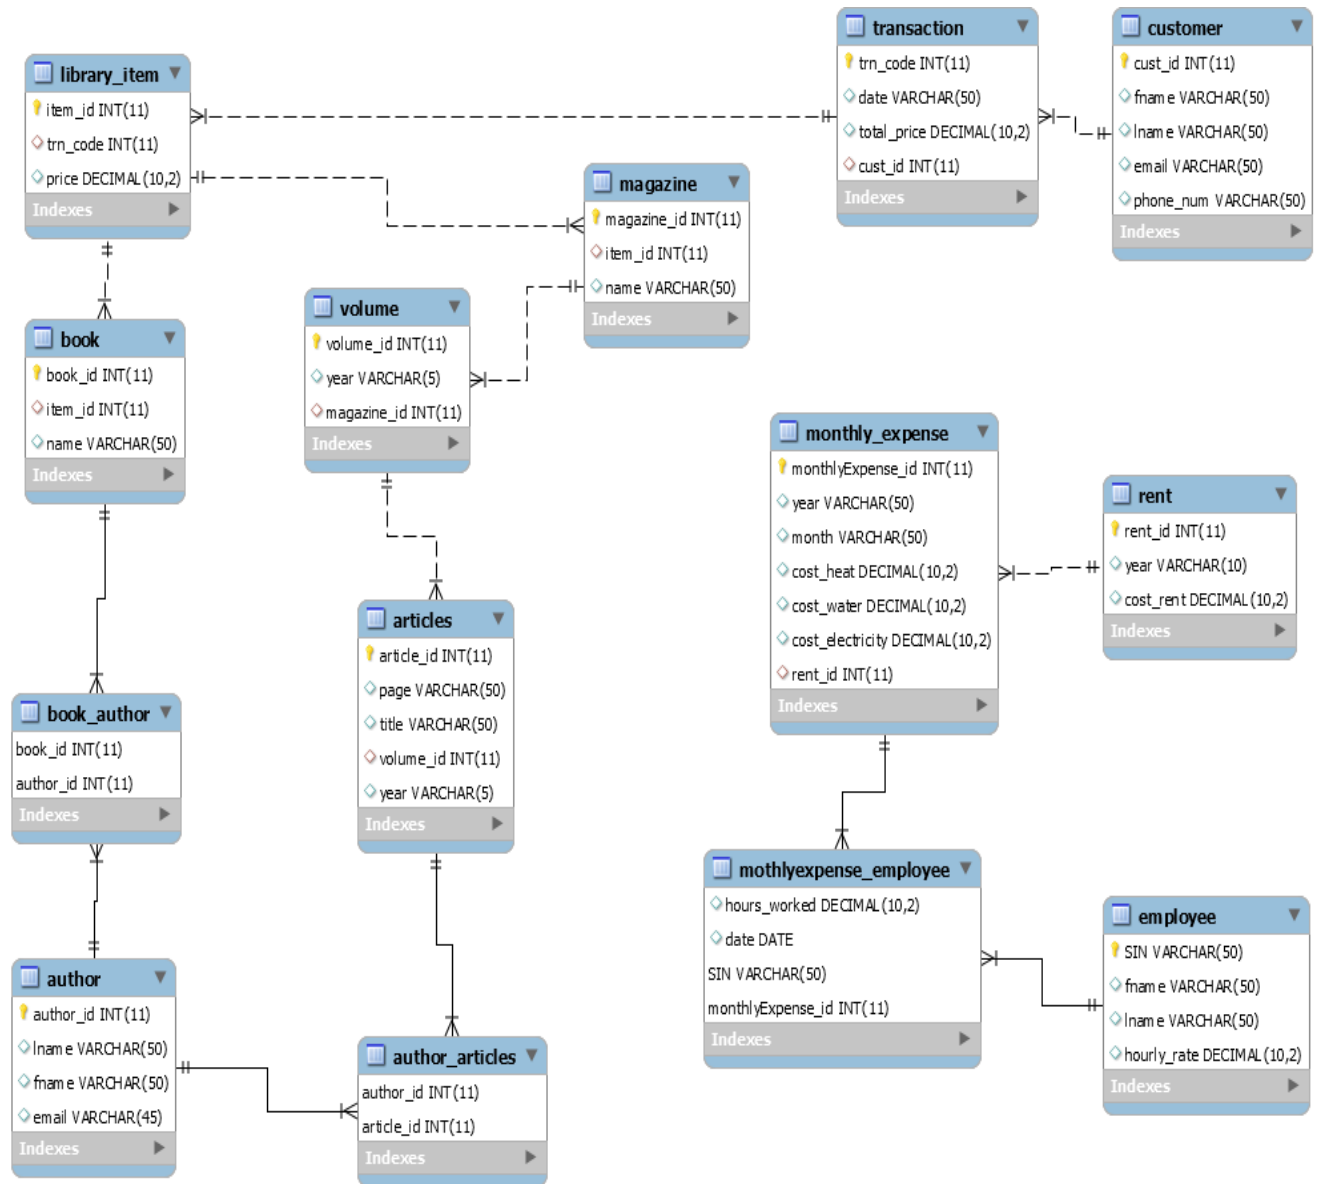 library_item
item_id INT(11)
trn_code INT(11)
price DECIMAL(10,2)
Indexes
transaction
trn_code INT(11)
date VARCHAR(50)
total_price DECIMAL(10,2)
cust_id INT(11)
Indexes
customer
cust_id INT(11)
fname VARCHAR(50)
lname VARCHAR(50)
email VARCHAR(50)
phone_num VARCHAR(50)
Indexes
magazine
magazine_id INT(11)
item_id INT(11)
name VARCHAR(50)
Indexes
volume
volume_id INT(11)
year VARCHAR(5)
magazine_id INT(11)
Indexes
book
book_id INT(11)
item_id INT(11)
name VARCHAR(50)
Indexes
monthly_expense
monthlyExpense_id INT(11)
year VARCHAR(50)
month VARCHAR(50)
cost_heat DECIMAL(10,2)
cost_water DECIMAL(10,2)
cost_electricity DECIMAL(10,2)
rent_id INT(11)
Indexes
rent
rent_id INT(11)
year VARCHAR(10)
cost_rent DECIMAL(10,2)
Indexes
articles
article_id INT(11)
page VARCHAR(50)
title VARCHAR(50)
volume_id INT(11)
year VARCHAR(5)
Indexes
book_author
book_id INT(11)
author_id INT(11)
Indexes
mothlyexpense_employee
hours_worked DECIMAL(10,2)
date DATE
SIN VARCHAR(50)
monthlyExpense_id INT(11)
Indexes
employee
SIN VARCHAR(50)
fname VARCHAR(50)
lname VARCHAR(50)
hourly_rate DECIMAL(10,2)
Indexes
author
author_id INT(11)
lname VARCHAR(50)
fname VARCHAR(50)
email VARCHAR(45)
Indexes
author_articles
author_id INT(11)
article_id INT(11)
Indexes